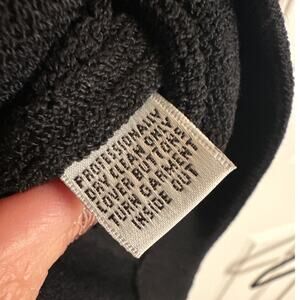 PROFESSIONALLY
DRY CLEAN ONLY
COVER BUTTONS
TURN GARMENT
INSIDE OUT